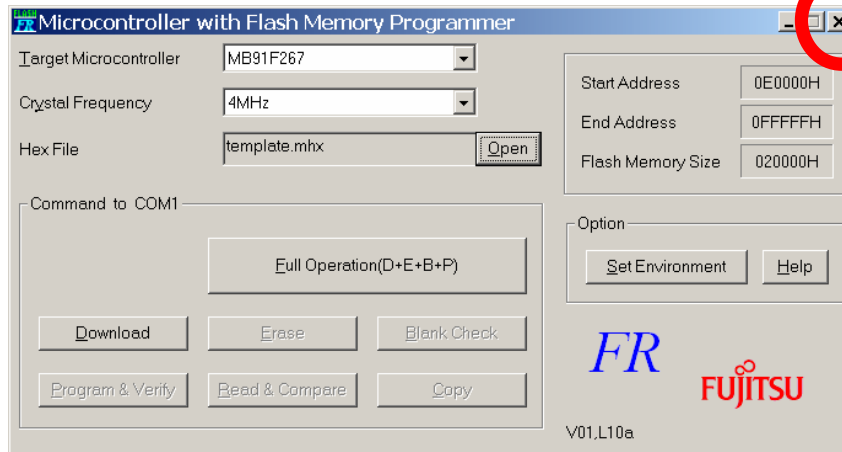 FLASH
FR
Microcontroller with Flash Memory Programmer
Target Microcontroller
MB91F267
Crystal Frequency
4MHz
Hex File
template.mhx
Open
Start Address
0E0000H
End Address
0FFFFFH
Flash Memory Size
020000H
Command to COM1
Full Operation(D+E+B+P)
Download
Erase
Blank Check
Program & Verify
Read & Compare
Copy
Option
Set Environment
Help
FR
FUJITSU
V01,L10a